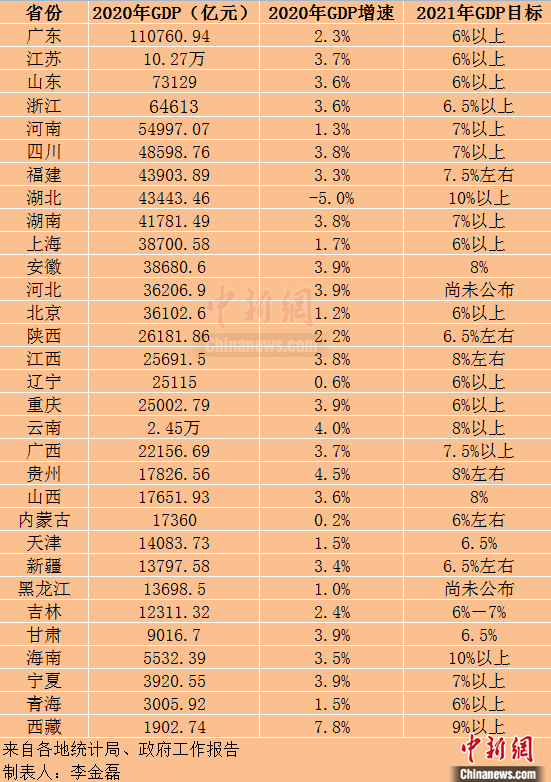 省份 2020年GDP（亿元） 2020年GDP增速 2021年GDP目标
广东 110760.94 2.3% 6%以上
江苏 10.27万 3.7% 6%以上
山东 73129 3.6% 6%以上
浙江 64613 3.6% 6.5%以上
河南 54997.07 1.3% 7%以上
四川 48598.76 3.8% 7%以上
福建 43903.89 3.3% 7.5%左右
湖北 43443.46 -5.0% 10%以上
湖南 41781.49 3.8% 7%以上
上海 38700.58 1.7% 6%以上
安徽 38680.6 3.9% 8%
河北 36206.9 3.9% 尚未公布
北京 36102.6 1.2% 6%以上
陕西 26181.86 2.2% 6.5%左右
江西 25691.5 3.8% 8%左右
辽宁 25115 0.6% 6%以上
重庆 25002.79 3.9% 6%以上
云南 2.45万 4.0% 8%以上
广西 22156.69 3.7% 7.5%以上
贵州 17826.56 4.5% 8%左右
山西 17651.93 3.6% 8%
内蒙古 17360 0.2% 6%左右
天津 14083.73 1.5% 6.5%
新疆 13797.58 3.4% 6.5%左右
黑龙江 13698.5 1.0% 尚未公布
吉林 12311.32 2.4% 6%－7%
甘肃 9016.7 3.9% 6.5%
海南 5532.39 3.5% 10%以上
宁夏 3920.55 3.9% 7%以上
青海 3005.92 1.5% 6%以上
西藏 1902.74 7.8% 9%以上
来自各地统计局、政府工作报告
制表人：李金磊
中新網
Chinanews.com
中新網
Chinanews.com